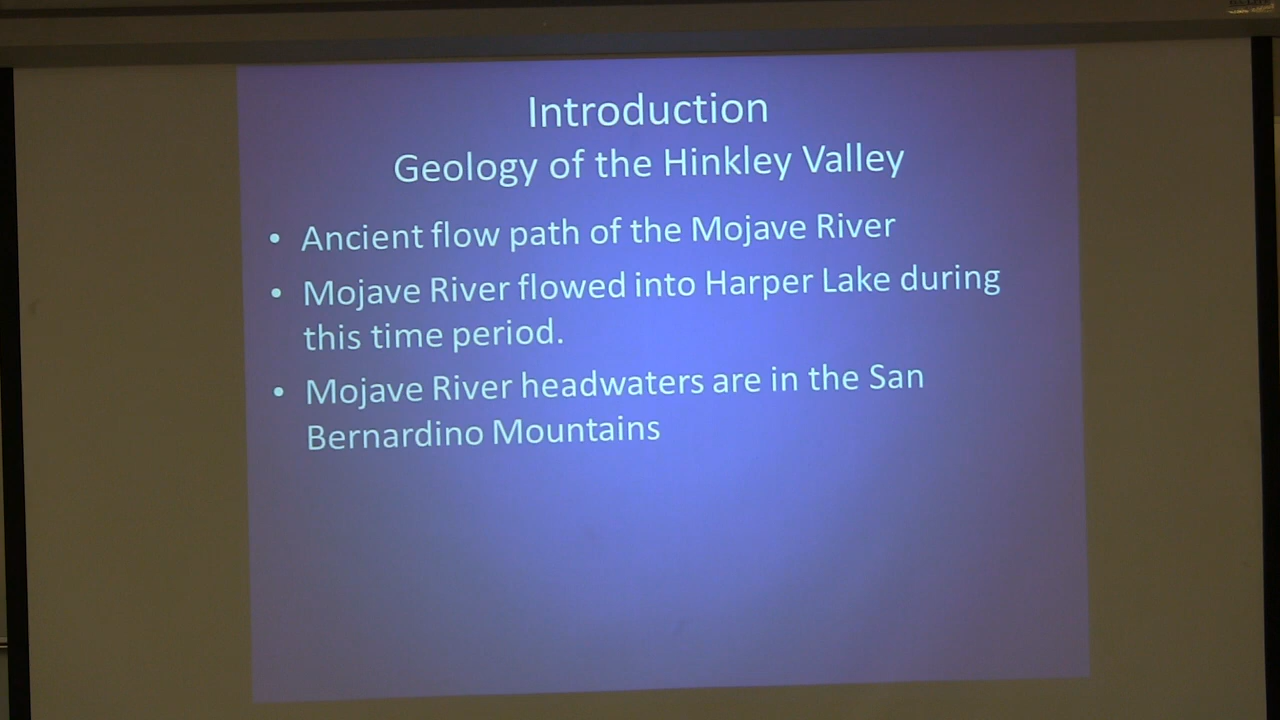 Introduction
Geology of the Hinkley Valley
• Ancient flow path of the Mojave River
• Mojave River flowed into Harper Lake during
this time period.
• Mojave River headwaters are in the San
Bernardino Mountains